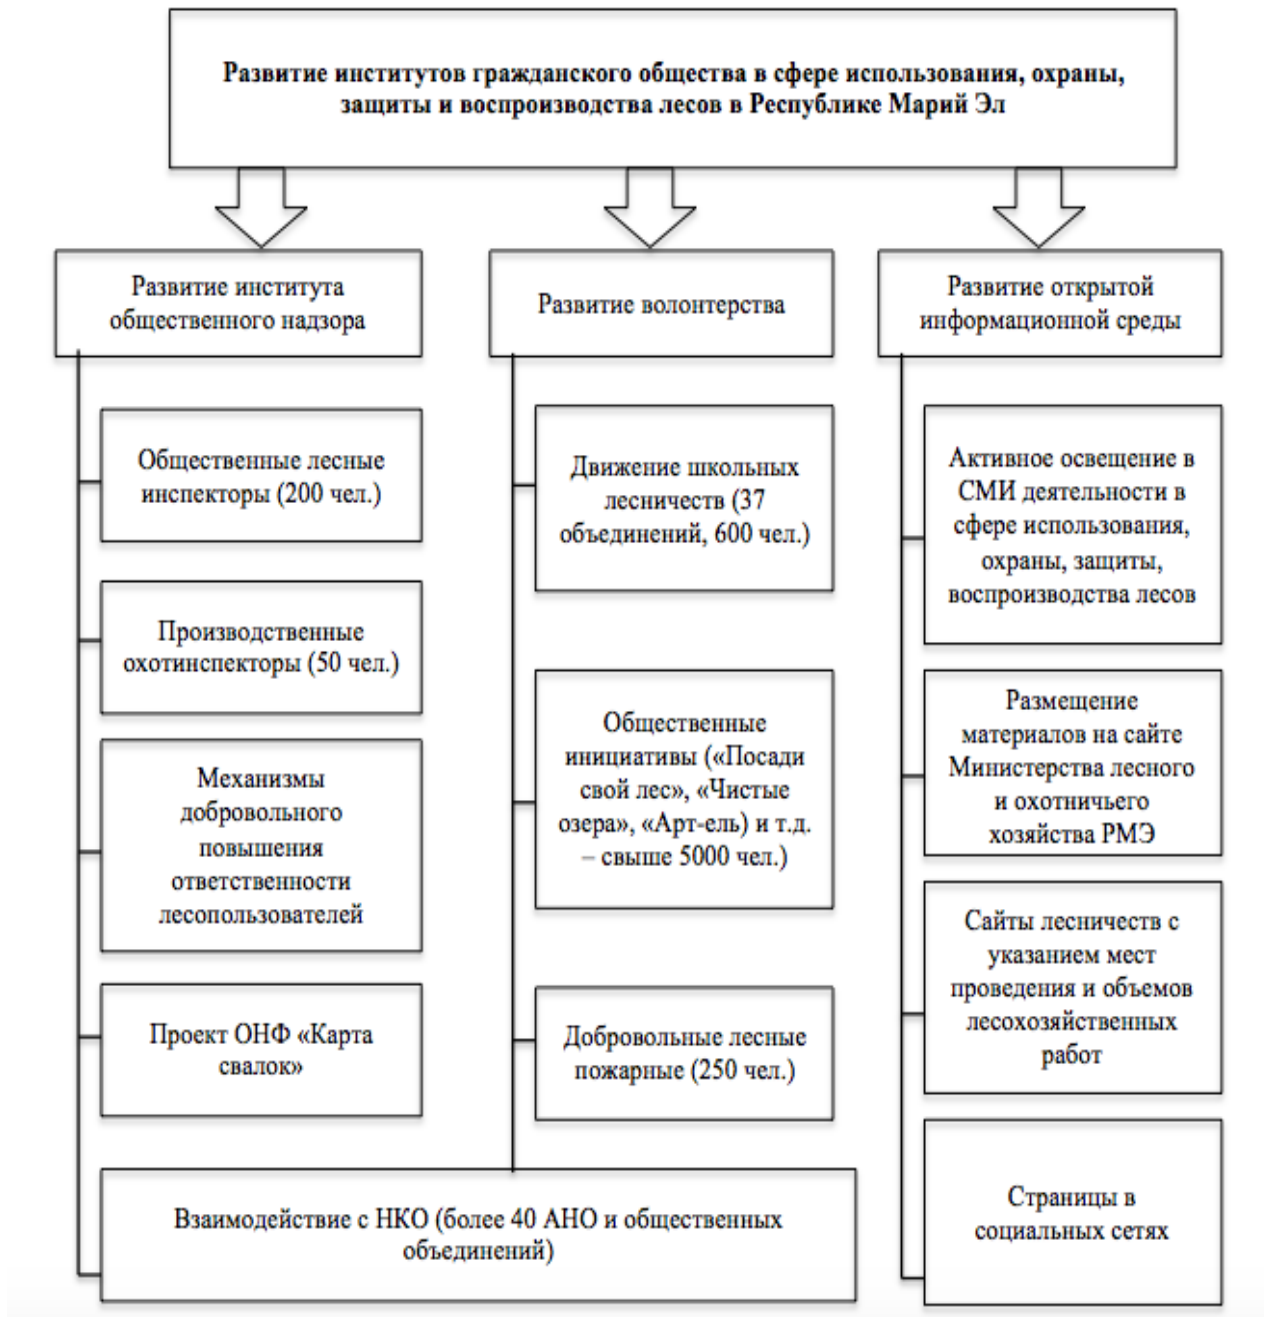 Развитие институтов гражданского общества в сфере использования, охраны,
защиты и воспроизводства лесов в Республике Марий Эл
Развитие института
общественного надзора
Общественные лесные
инспекторы (200 чел.)
Производственные
охотинспекторы (50 чел.)
Механизмы
добровольного
повышения
ответственности
лесопользователей
Проект ОНФ «Карта
свалок»
Развитие волонтерства
Движение школьных
лесничеств (37
объединений, 600 чел.)
Общественные
инициативы («Посади
свой лес», «Чистые
озера», «Арт-ель) и т.д.
– свыше 5000 чел.)
Добровольные лесные
пожарные (250 чел.)
Взаимодействие с НКО (более 40 АНО и общественных
объединений)
Развитие открытой
информационной среды
Активное освещение в
СМИ деятельности в
сфере использования,
охраны, защиты,
воспроизводства лесов
Размещение
материалов на сайте
Министерства лесного
и охотничьего
хозяйства РМЭ
Сайты лесничеств с
указанием мест
проведения и объемов
лесохозяйственных
работ
Страницы в
социальных сетях